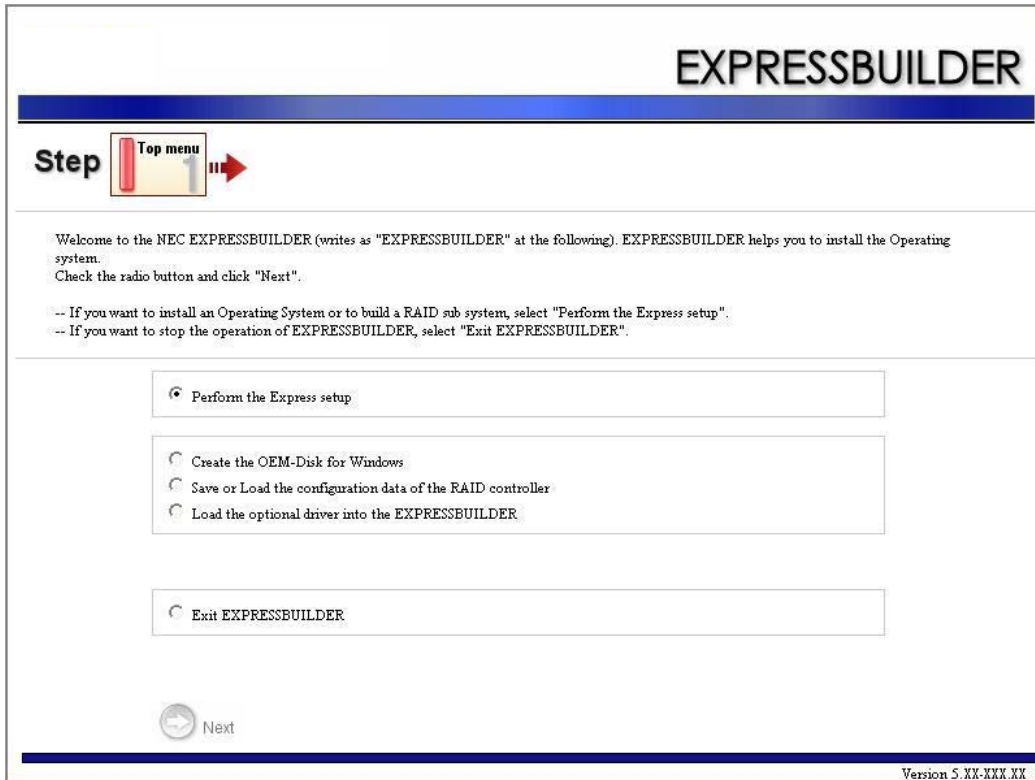 EXPRESSBUILDER
Step
Top menu
1
Welcome to the NEC EXPRESSBUILDER (writes as "EXPRESSBUILDER" at the following). EXPRESSBUILDER helps you to install the Operating
system.
Check the radio button and click "Next".
-- If you want to install an Operating System or to build a RAID sub system, select "Perform the Express setup".
-- If you want to stop the operation of EXPRESSBUILDER, select "Exit EXPRESSBUILDER".
Perform the Express setup
Create the OEM-Disk for Windows
Save or Load the configuration data of the RAID controller
Load the optional driver into the EXPRESSBUILDER
Exit EXPRESSBUILDER
Next
Version 5.XX-XXX.XX